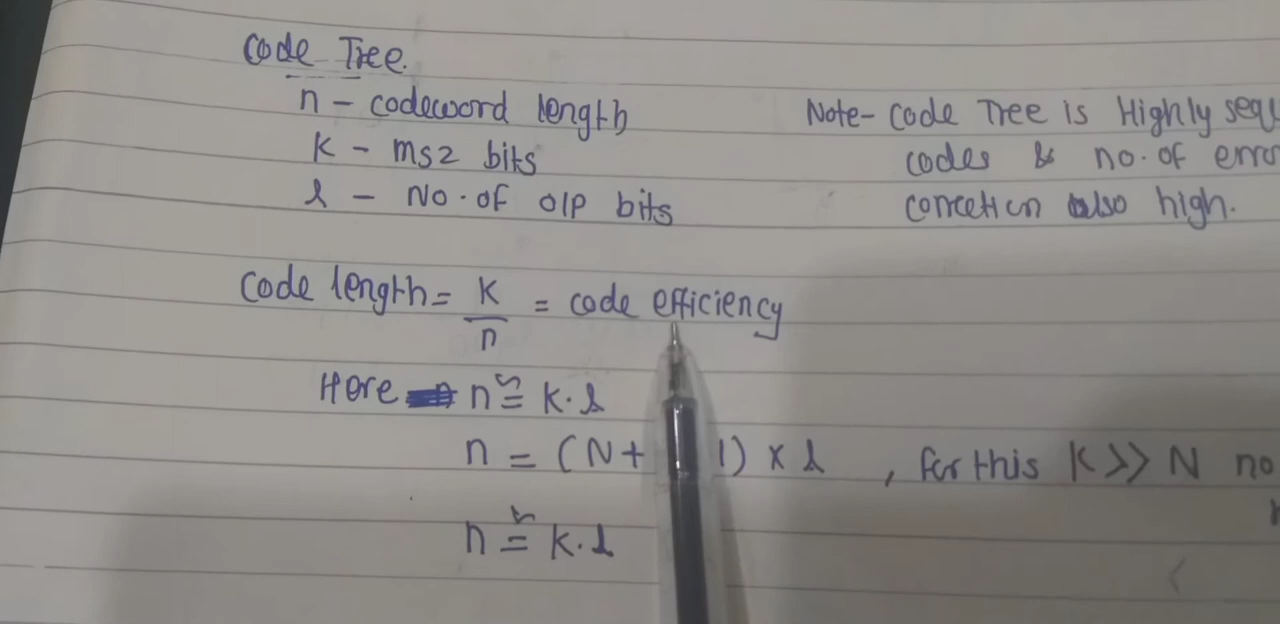 Code Tree.
n - codeword length
K - msz bits
l - No. of O/P bits
Note- Code Tree is Highly sequ
codes & no. of erro
correction also high.
Code length = K/n = code efficiency
Here n ≅ K.l
n = (N+ 1) × l , for this K >> N no
n ≅ K.l